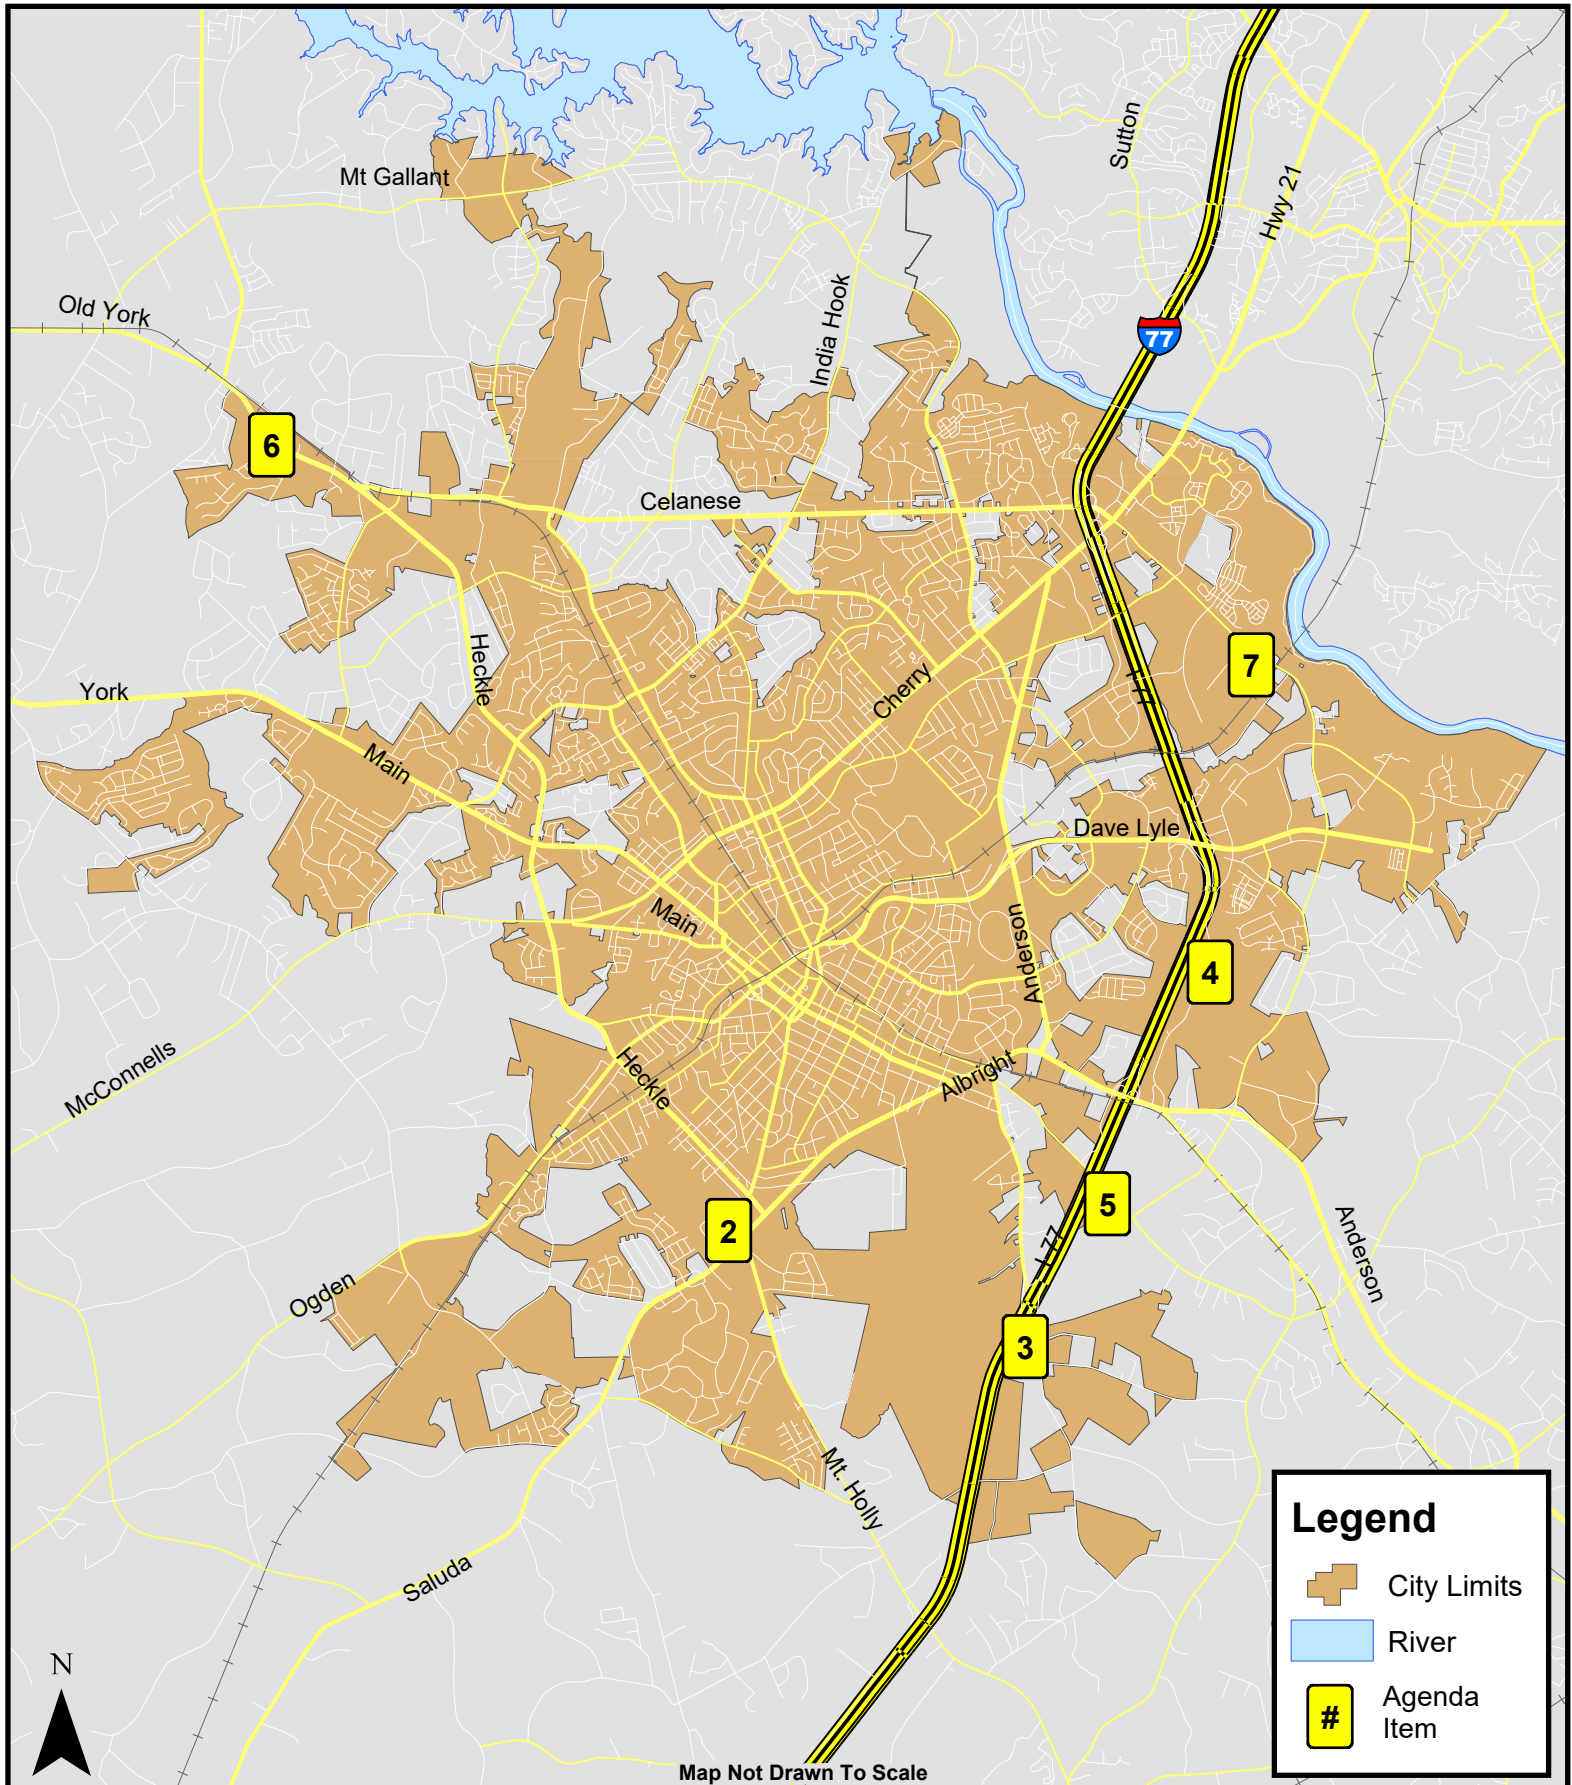 Sutton
Mt Gallant
Hwy 21
Old York
India Hook
77
6
Celanese
Heckle
York
Cherry
7
I-77
Main
Dave Lyle
Main
Anderson
4
McConnells
Heckle
Albright
5
2
I-77
Anderson
Ogden
3
Mt. Holly
Saluda
Legend
City Limits
River
#
Agenda
Item
N
Map Not Drawn To Scale